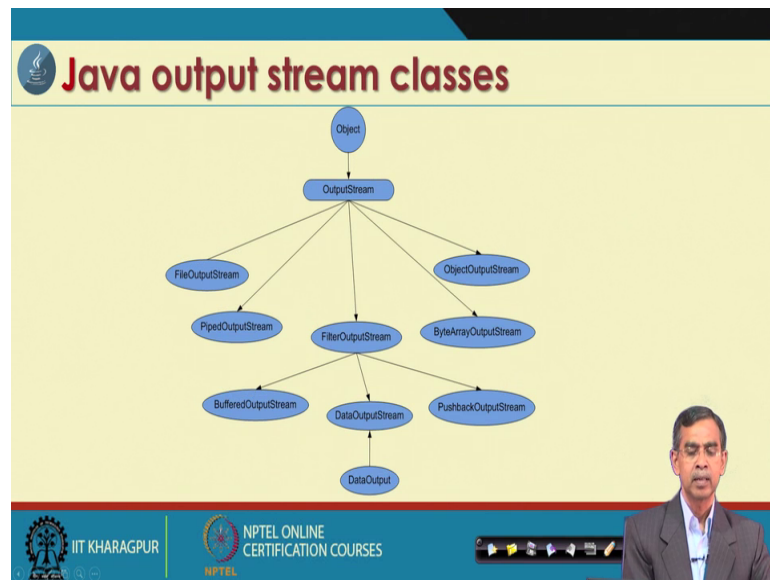 Java output stream classes
Object
OutputStream
FileOutputStream
ObjectOutputStream
PipedOutputStream
FilterOutputStream
ByteArrayOutputStream
BufferedOutputStream
DataOutputStream
PushbackOutputStream
DataOutput
IIT KHARAGPUR
NPTEL
NPTEL ONLINE
CERTIFICATION COURSES